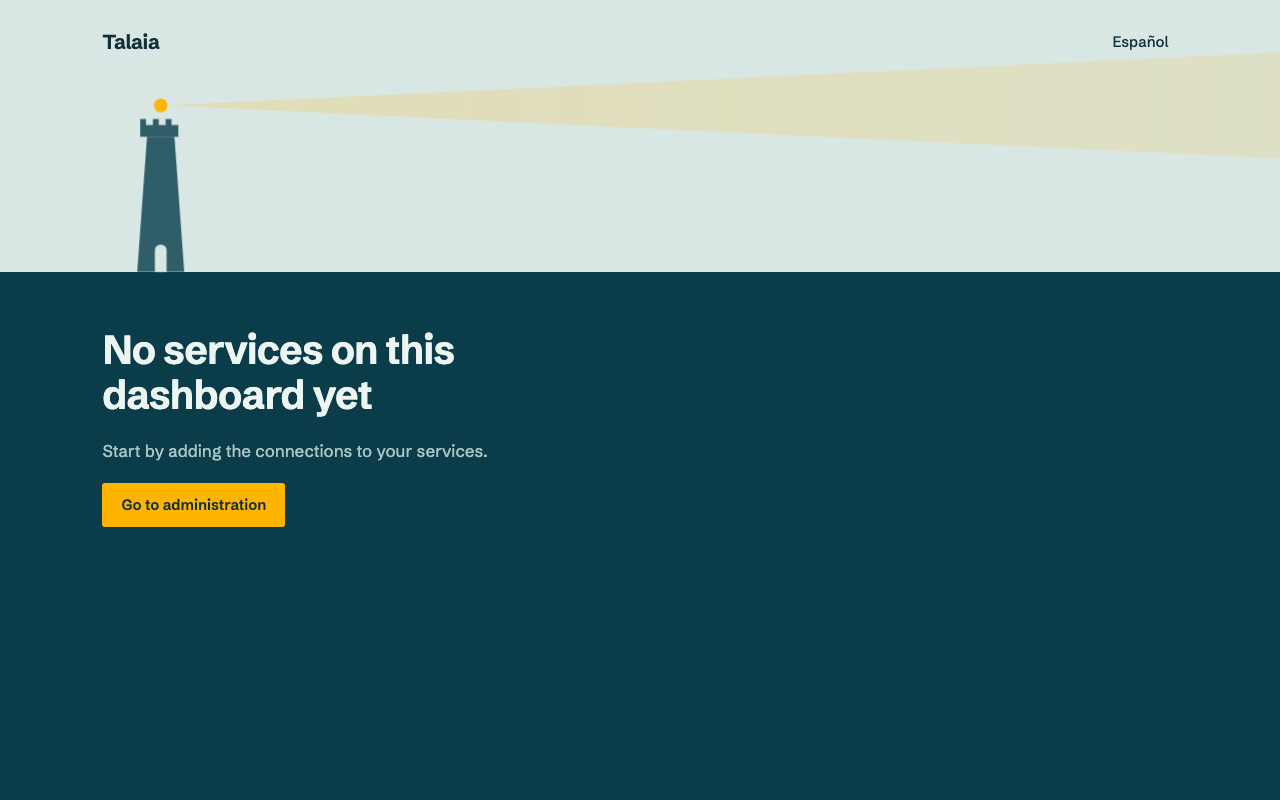 Talaia
Español
No services on this
dashboard yet
Start by adding the connections to your services.
Go to administration